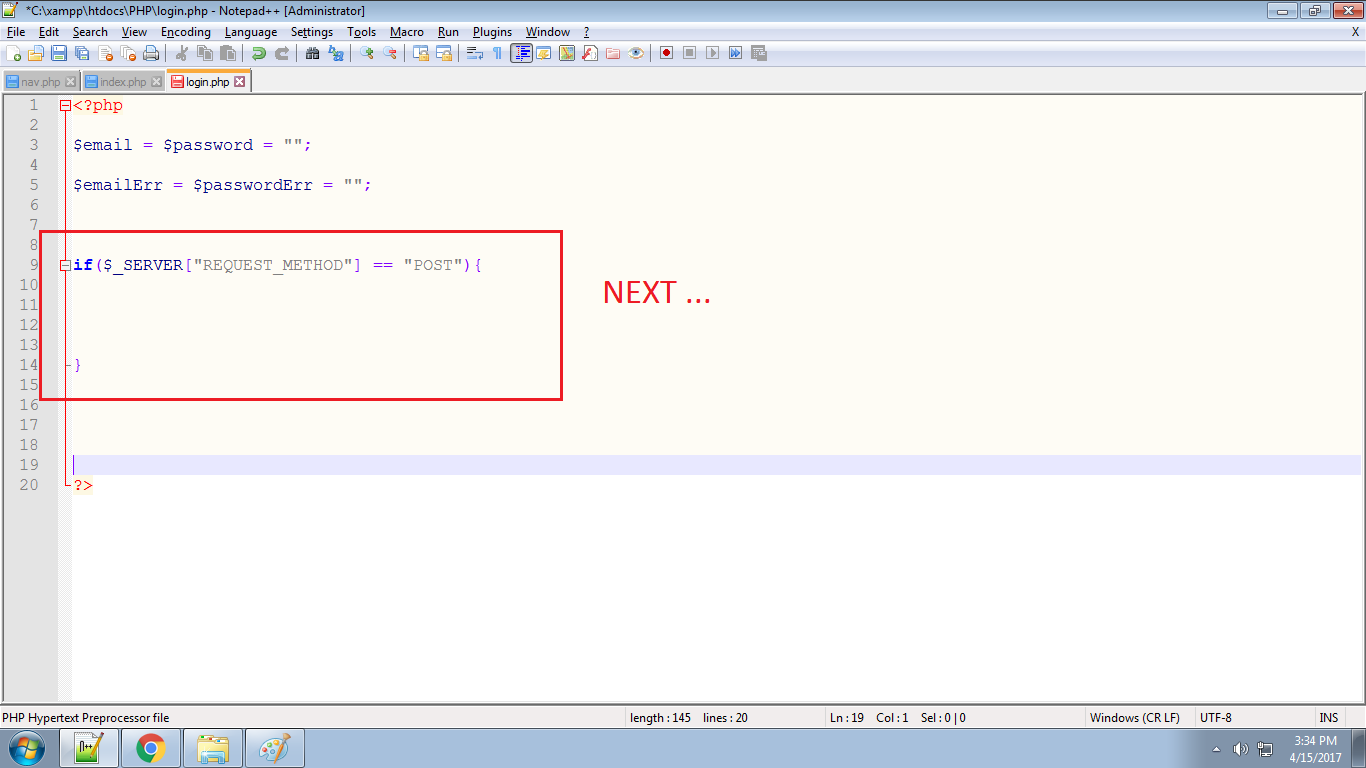 *C:\xampp\htdocs\PHP\login.php - Notepad++ [Administrator]
File Edit Search View Encoding Language Settings Tools Macro Run Plugins Window ? X
nav.php index.php login.php
1 <?php
2
3 $email = $password = "";
4
5 $emailErr = $passwordErr = "";
6
7
8
9 if($_SERVER["REQUEST_METHOD"] == "POST"){
10
11
12
13
14 }
15
16
17
18
19
20 ?>
NEXT ...
PHP Hypertext Preprocessor file length : 145 lines : 20 Ln : 19 Col : 1 Sel : 0 | 0 Windows (CR LF) UTF-8 INS
3:34 PM
4/15/2017